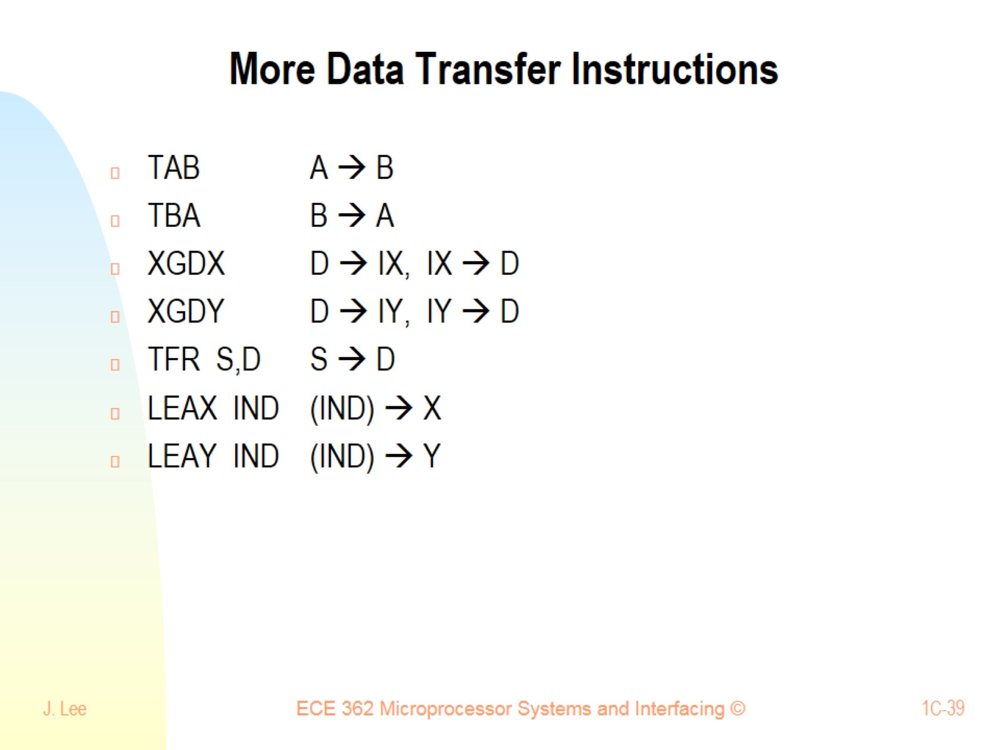 More Data Transfer Instructions
TAB A → B
TBA B → A
XGDX D → IX, IX → D
XGDY D → IY, IY → D
TFR S,D S → D
LEAX IND (IND) → X
LEAY IND (IND) → Y
J. Lee ECE 362 Microprocessor Systems and Interfacing © 1C-39